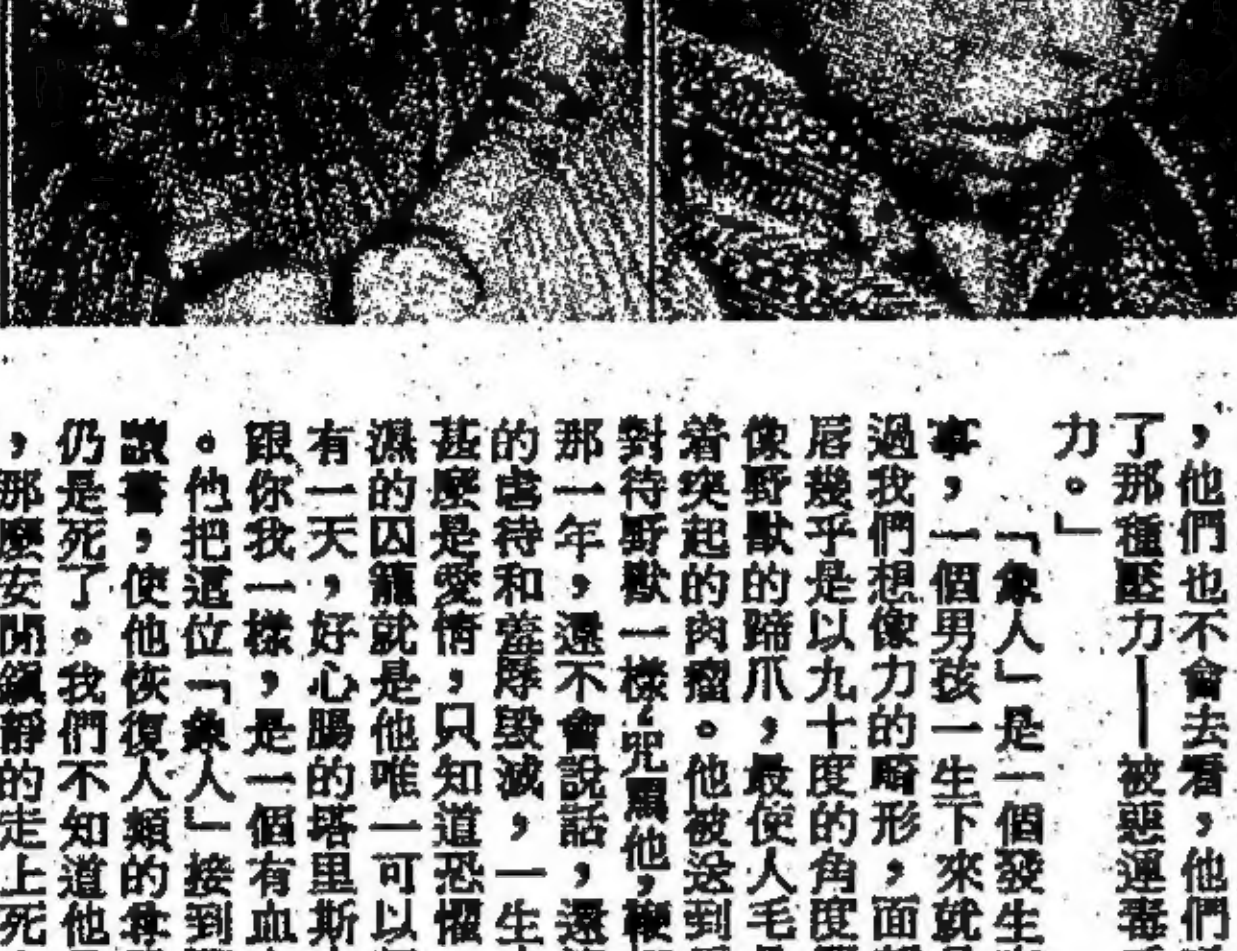 ，他們也不會去看，他們
了那種壓力——被惡運毒
力。」
「象人」是一個發生
事，一個男孩一生下來就
過我們想像力的畸形，面
唇幾乎是以九十度的角度
像野獸的蹄爪，最使人毛
着突起的肉瘤。他被送到
對待野獸一樣咒罵他，鞭
那一年，還不會說話，還
的虐待和羞辱毀滅，一生
甚麼是愛情，只知道恐懼
濕的囚籠就是他唯一可以
有一天，好心腸的塔里斯
跟你我一樣，是一個有血
。他把這位「象人」接到
讀書，使他恢復人類的尊
仍是死了。我們不知道他
，那麼安閒鎮靜的走上死